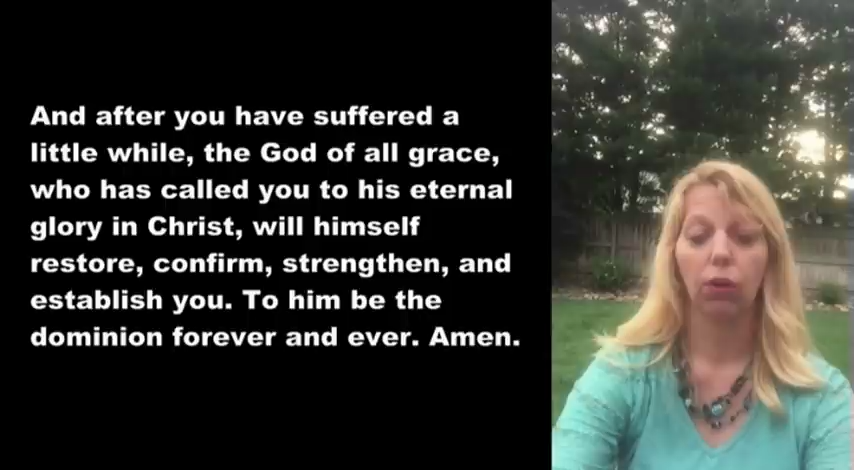 And after you have suffered a
little while, the God of all grace,
who has called you to his eternal
glory in Christ, will himself
restore, confirm, strengthen, and
establish you. To him be the
dominion forever and ever. Amen.